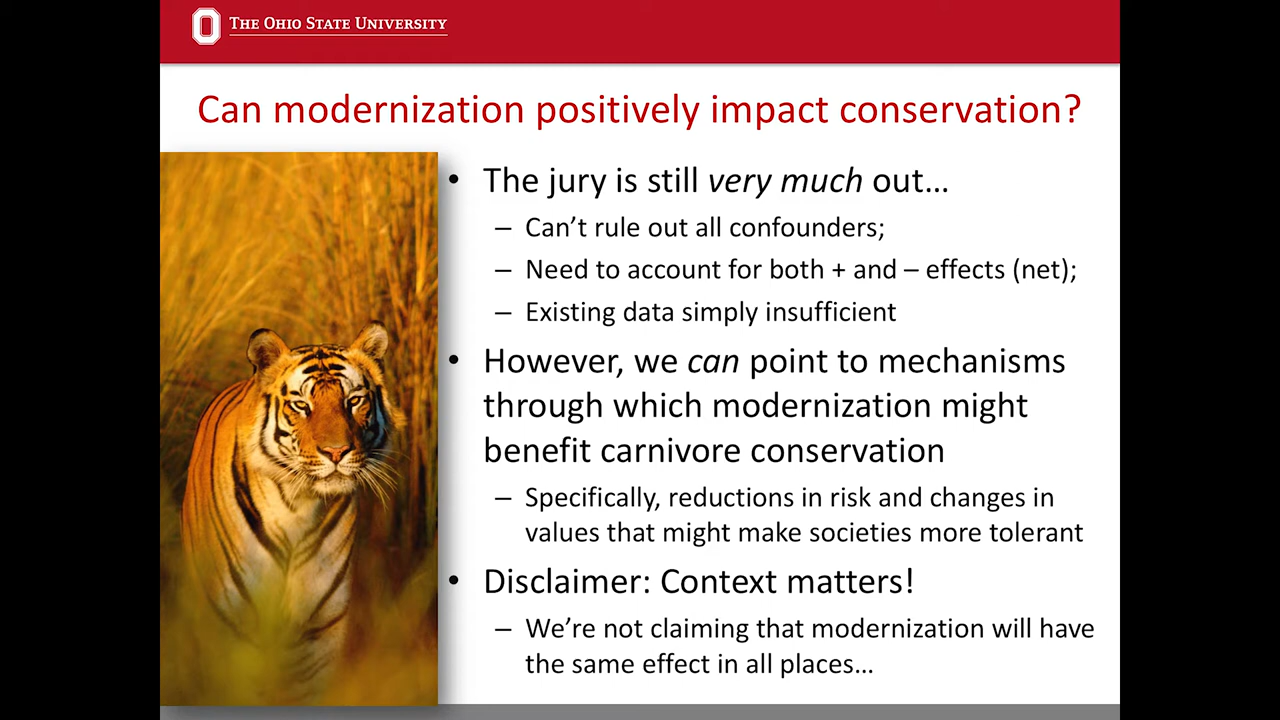 THE OHIO STATE UNIVERSITY
Can modernization positively impact conservation?
• The jury is still very much out…
– Can’t rule out all confounders;
– Need to account for both + and – effects (net);
– Existing data simply insufficient
• However, we can point to mechanisms
through which modernization might
benefit carnivore conservation
– Specifically, reductions in risk and changes in
values that might make societies more tolerant
• Disclaimer: Context matters!
– We’re not claiming that modernization will have
the same effect in all places…